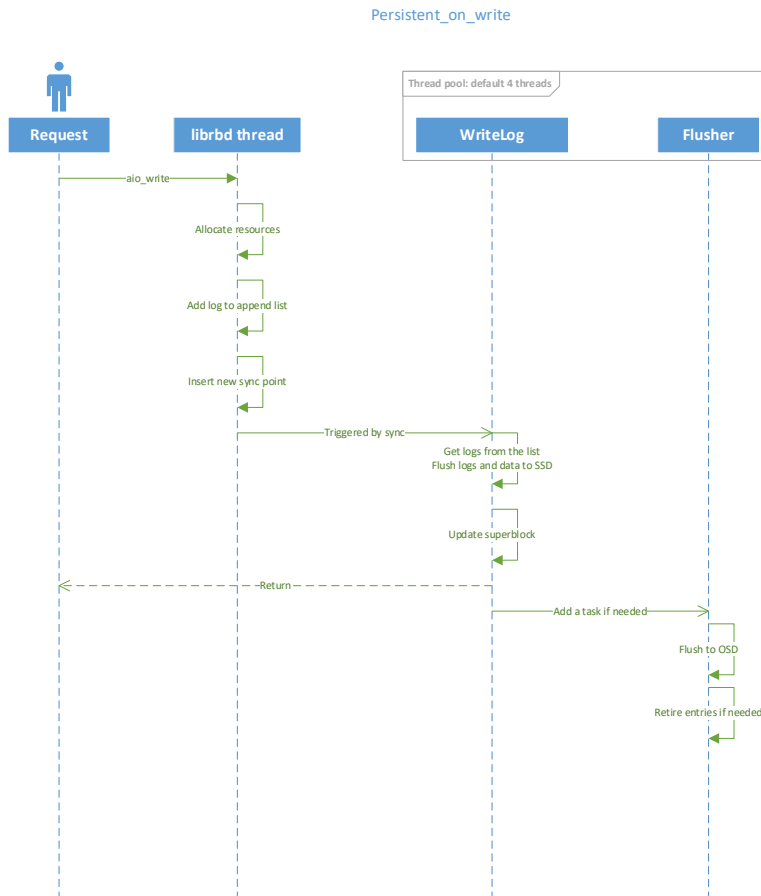 Persistent_on_write
Thread pool: default 4 threads
Request
librbd thread
WriteLog
Flusher
aio_write
Allocate resources
Add log to append list
Insert new sync point
Triggered by sync
Get logs from the list
Flush logs and data to SSD
Update superblock
Return
Add a task if needed
Flush to OSD
Retire entries if needed